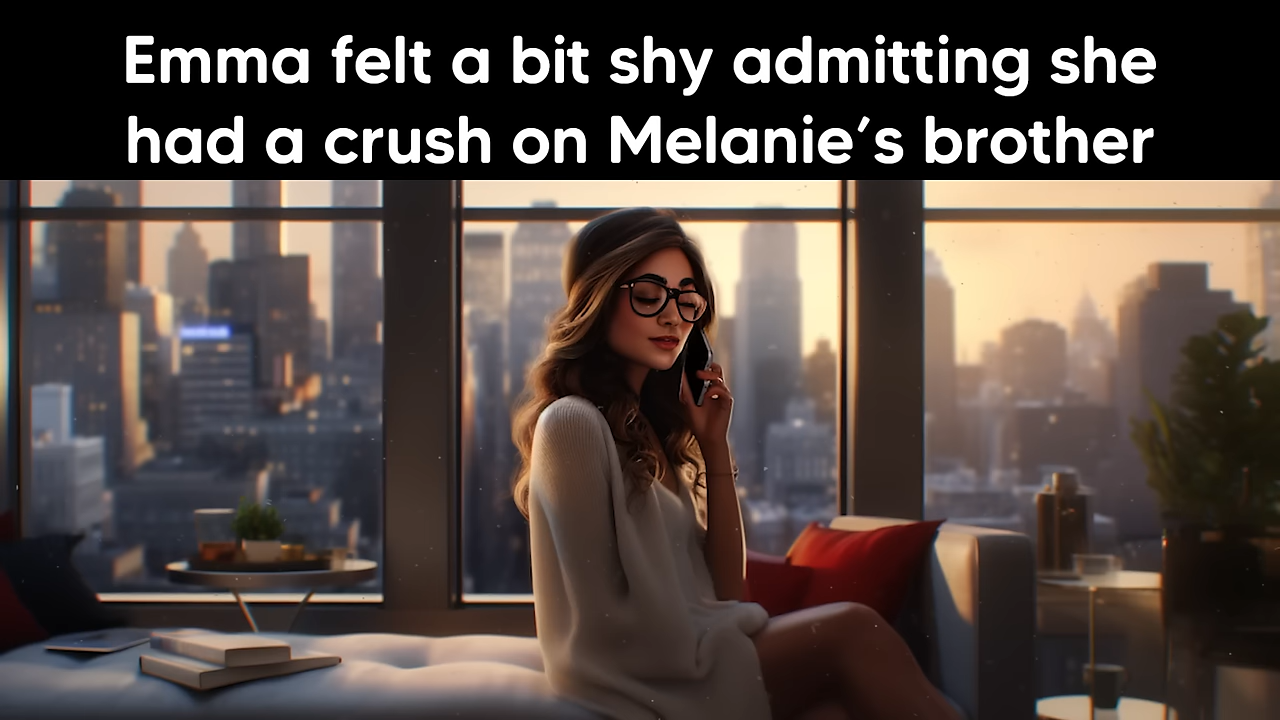 Emma felt a bit shy admitting she
had a crush on Melanie’s brother